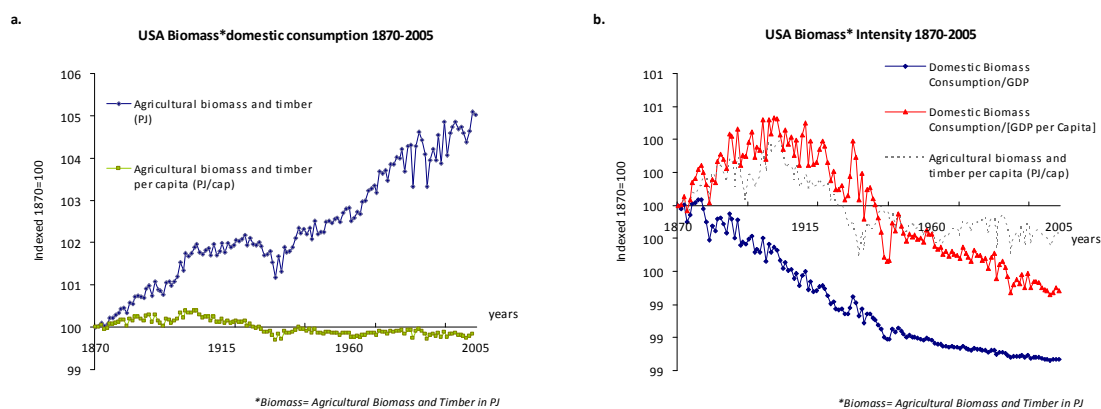 a.
USA Biomass*domestic consumption 1870-2005
106
105
104
103
102
101
100
99
Indexed 1870=100
Agricultural biomass and timber
(PJ)
Agricultural biomass and timber
per capita (PJ/cap)
years
1870
1915
1960
2005
*Biomass= Agricultural Biomass and Timber in PJ
b.
USA Biomass* Intensity 1870-2005
101
101
100
100
100
100
100
99
99
99
Indexed 1870=100
Domestic Biomass
Consumption/GDP
Domestic Biomass
Consumption/[GDP per Capita]
Agricultural biomass and
timber per capita (PJ/cap)
1870
1915
1960
2005
years
*Biomass= Agricultural Biomass and Timber in PJ